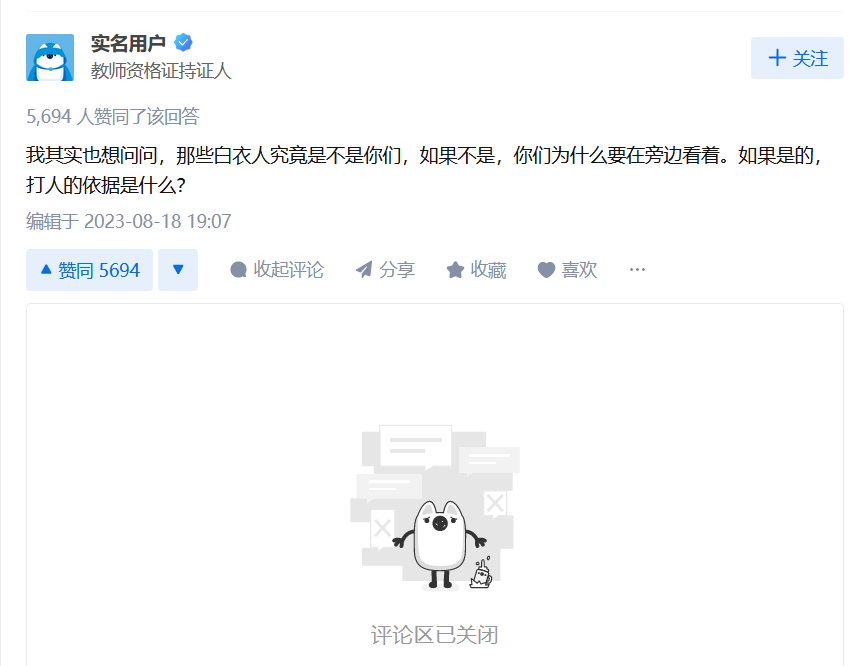 实名用户
教师资格证持证人
+ 关注
5,694 人赞同了该回答
我其实也想问问，那些白衣人究竟是不是你们，如果不是，你们为什么要在旁边看着。如果是的，
打人的依据是什么？
编辑于 2023-08-18 19:07
赞同 5694
收起评论
分享
收藏
喜欢
评论区已关闭